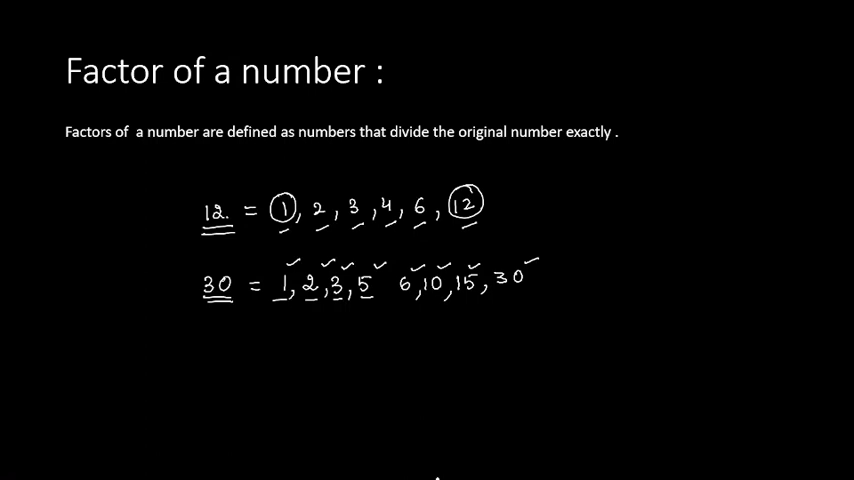 Factor of a number :
Factors of a number are defined as numbers that divide the original number exactly .
12. = 1, 2, 3, 4, 6, 12
30 = 1, 2, 3, 5 6, 10, 15, 30